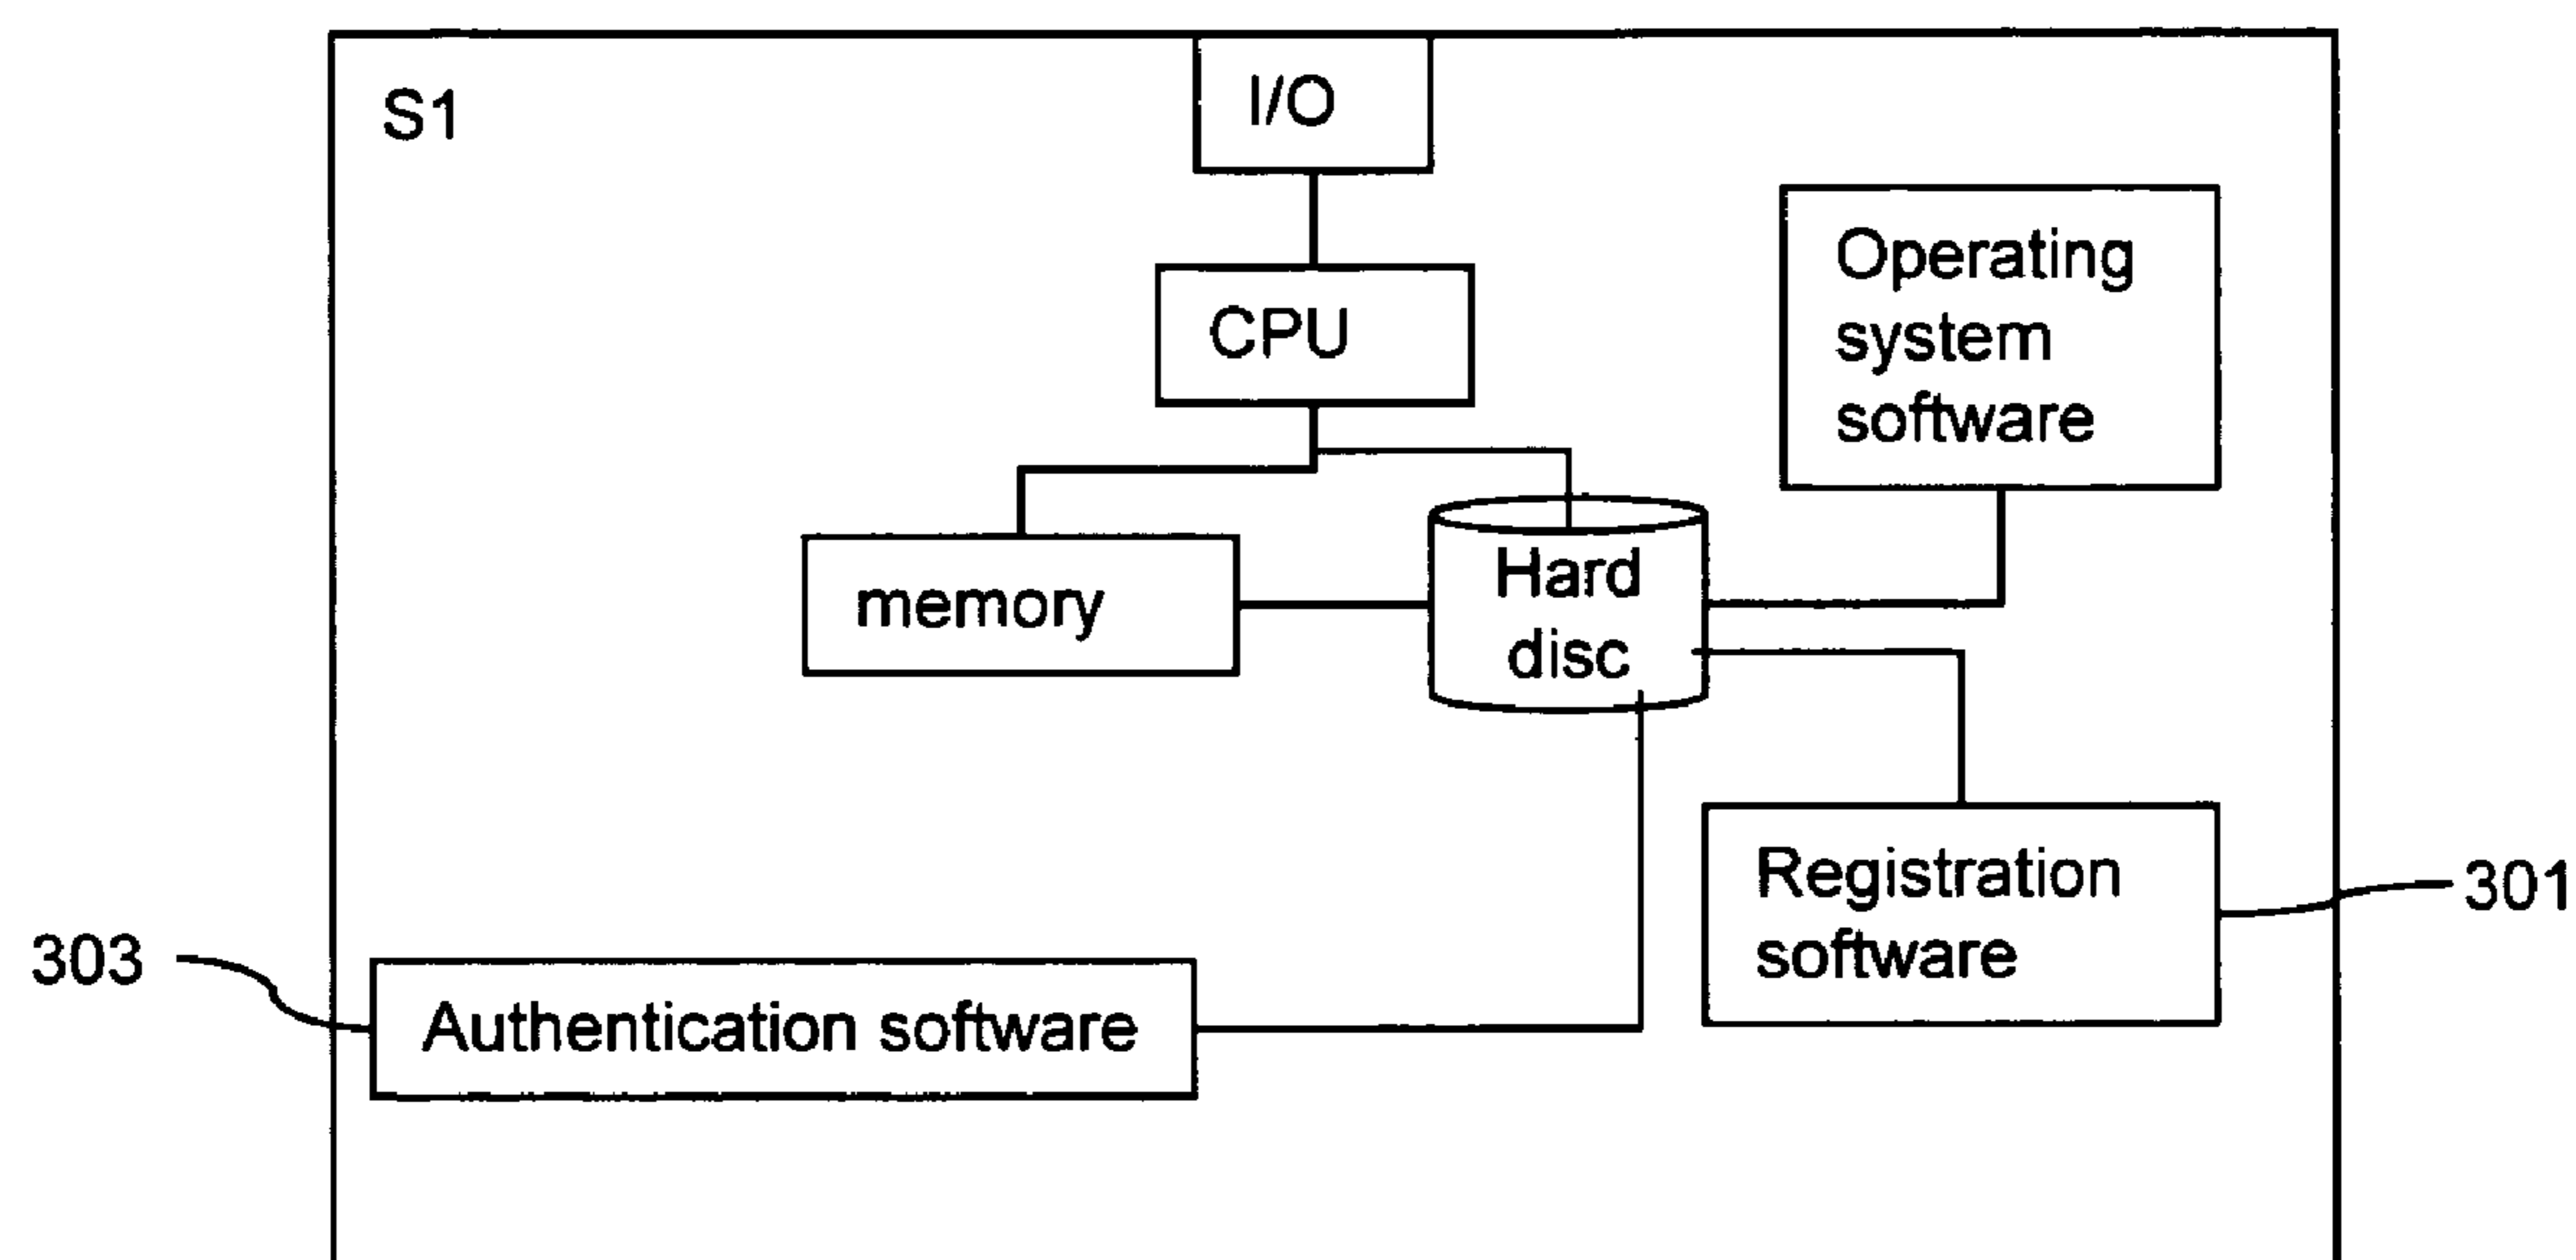 S1
I/O
CPU
Operating
system
software
memory
Hard
disc
Registration
software
301
303
Authentication software